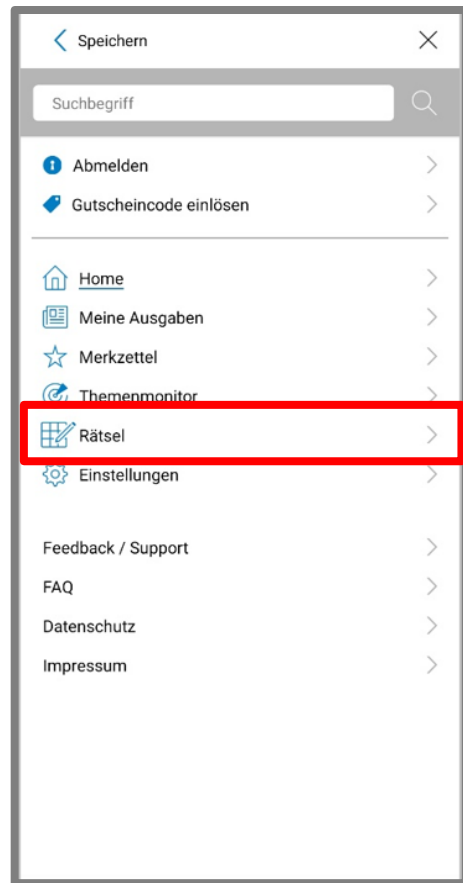 Speichern
Suchbegriff
Abmelden
Gutscheincode einlösen
Home
Meine Ausgaben
Merkzettel
Themenmonitor
Rätsel
Einstellungen
Feedback / Support
FAQ
Datenschutz
Impressum